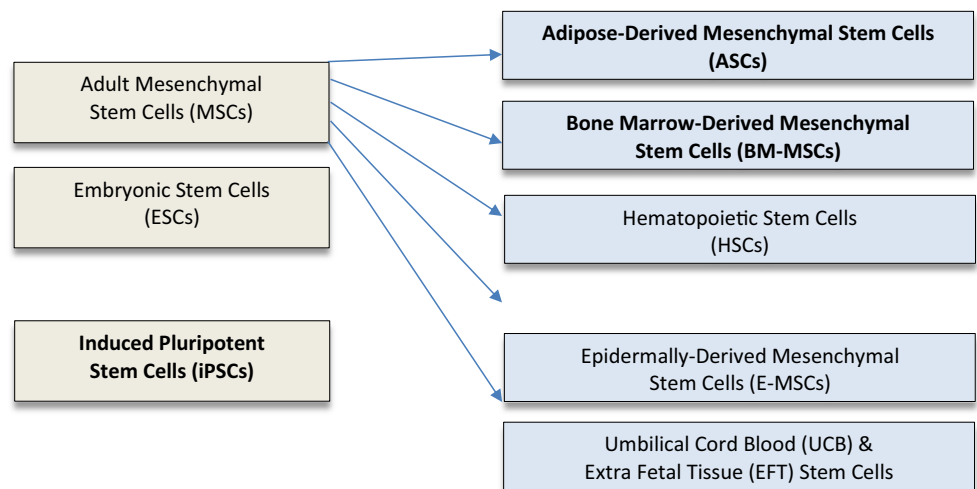 Adult Mesenchymal
Stem Cells (MSCs)
Embryonic Stem Cells
(ESCs)
Induced Pluripotent
Stem Cells (iPSCs)
Adipose-Derived Mesenchymal Stem Cells
(ASCs)
Bone Marrow-Derived Mesenchymal
Stem Cells (BM-MSCs)
Hematopoietic Stem Cells
(HSCs)
Epidermally-Derived Mesenchymal
Stem Cells (E-MSCs)
Umbilical Cord Blood (UCB) &
Extra Fetal Tissue (EFT) Stem Cells